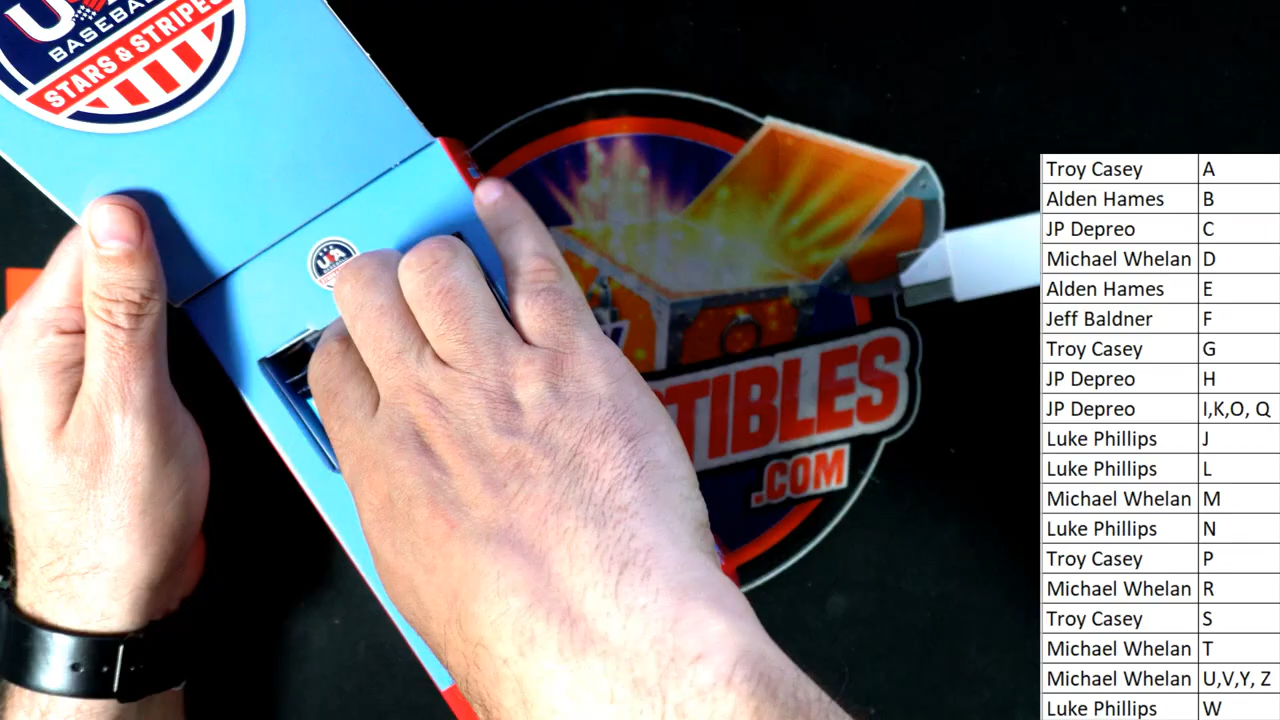 USA
BASEBALL
STARS & STRIPES
USA
TIBLES
.COM
Troy Casey A
Alden Hames B
JP Depreo C
Michael Whelan D
Alden Hames E
Jeff Baldner F
Troy Casey G
JP Depreo H
JP Depreo I,K,O, Q
Luke Phillips J
Luke Phillips L
Michael Whelan M
Luke Phillips N
Troy Casey P
Michael Whelan R
Troy Casey S
Michael Whelan T
Michael Whelan U,V,Y, Z
Luke Phillips W